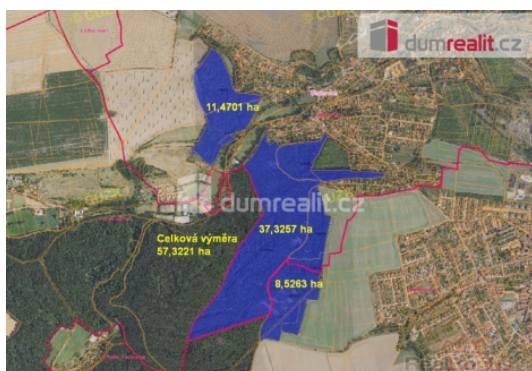 dumrealit.cz
11,4701 ha
dumrealit.cz
Celková výměra
57,3221 ha
37,3257 ha
8,5263 ha